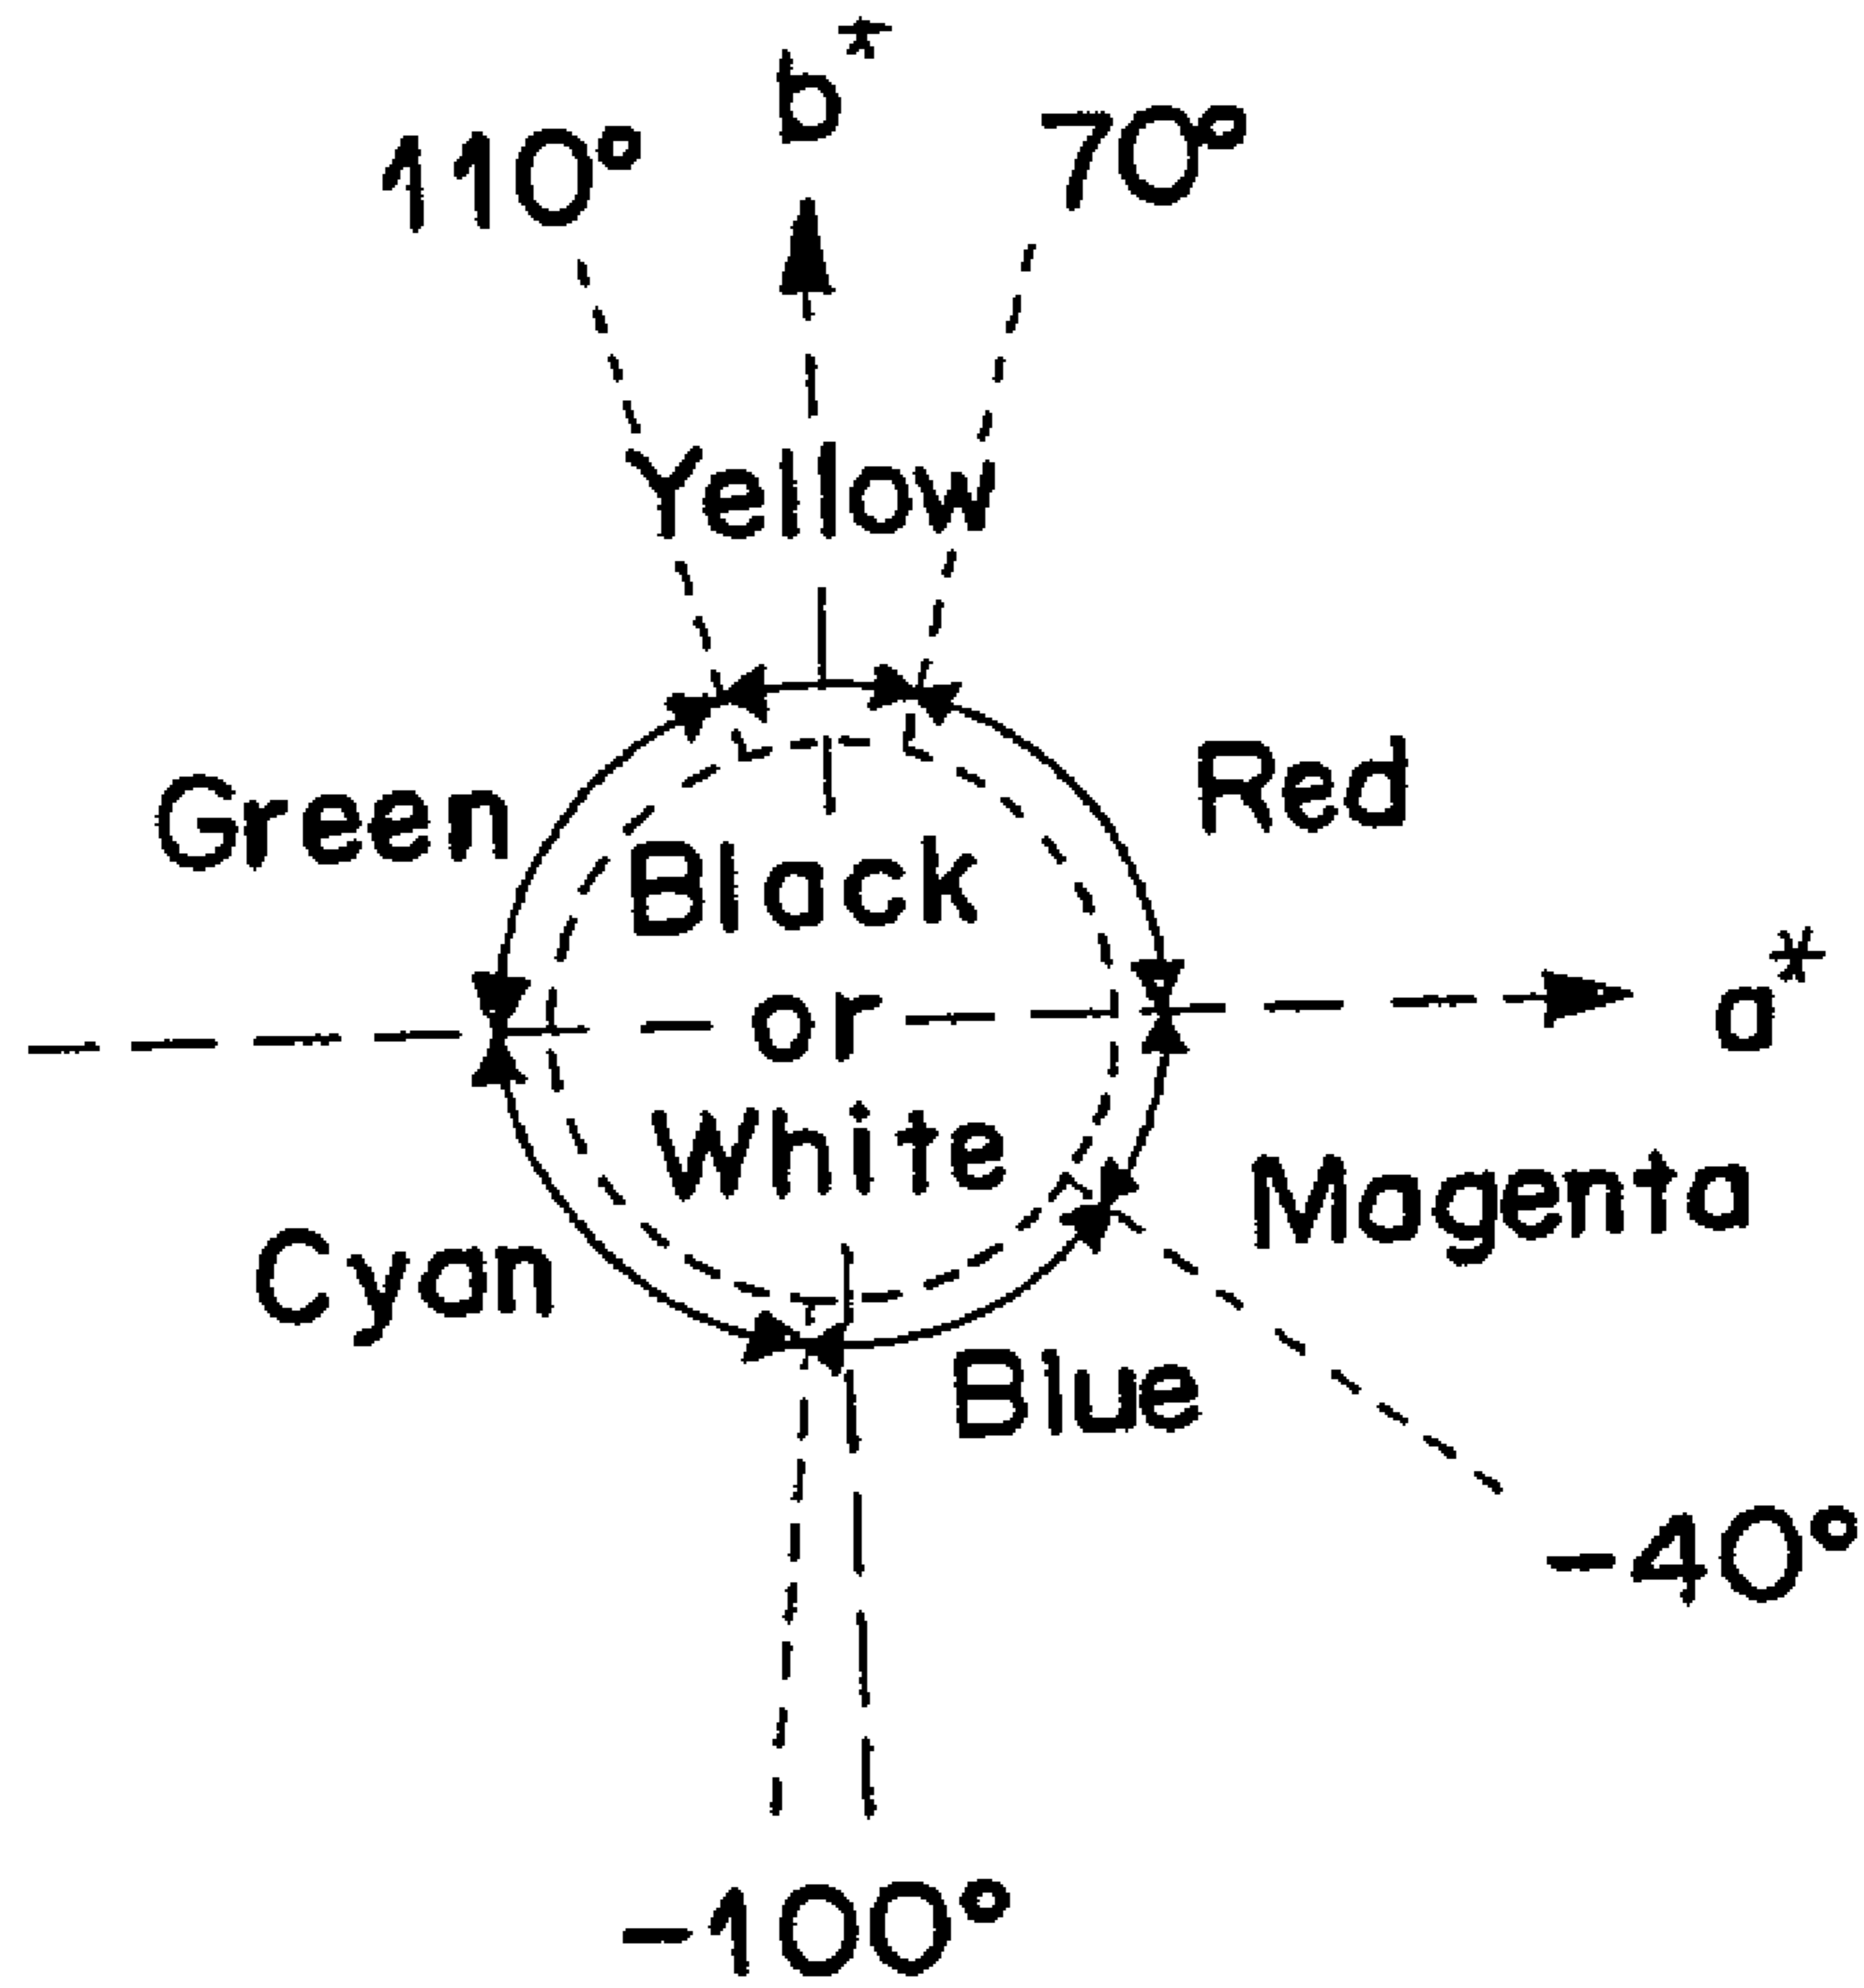 b*
110°
70°
Yellow
Green
Red
Black
or
White
a*
Magenta
Cyan
Blue
-40°
-100°